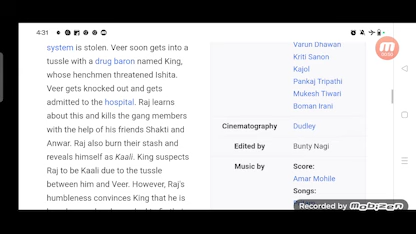 4:31
system is stolen. Veer soon gets into a
tussle with a drug baron named King,
whose henchmen threatened Ishita.
Veer gets knocked out and gets
admitted to the hospital. Raj learns
about this and kills the gang members
with the help of his friends Shakti and
Anwar. Raj also burn their stash and
reveals himself as Kaali. King suspects
Raj to be Kaali due to the tussle
between him and Veer. However, Raj's
humbleness convinces King that he is
Varun Dhawan
Kriti Sanon
Kajol
Pankaj Tripathi
Mukesh Tiwari
Boman Irani
Cinematography Dudley
Edited by Bunty Nagi
Music by Score:
Amar Mohile
Songs:
Recorded by Mobizen